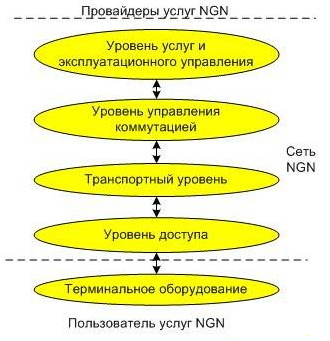 Провайдеры услуг NGN
Уровень услуг и
эксплуатационного управления
Уровень управления
коммутацией
Сеть
NGN
Транспортный уровень
Уровень доступа
Терминальное оборудование
Пользователь услуг NGN